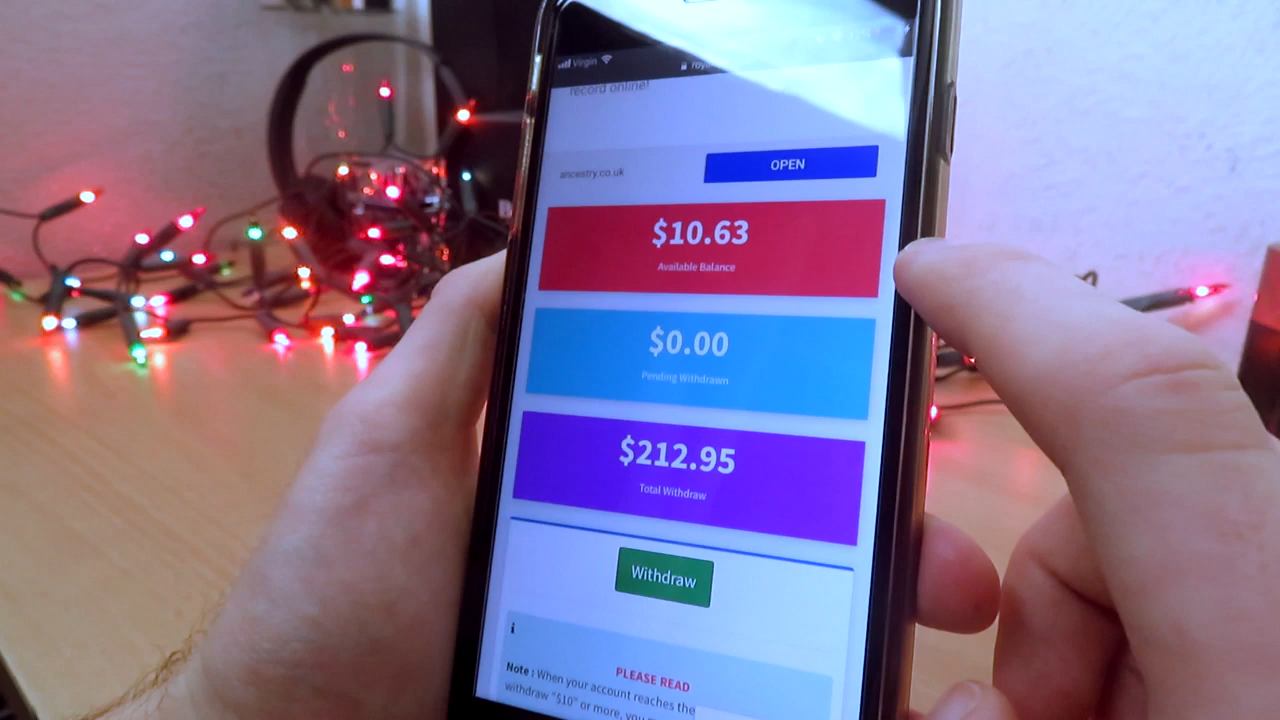 Virgin
record online!
ancestry.co.uk
OPEN
$10.63
Available Balance
$0.00
Pending Withdrawn
$212.95
Total Withdraw
Withdraw
i
PLEASE READ
Note : When your account reaches the
withdraw "$10" or more, you